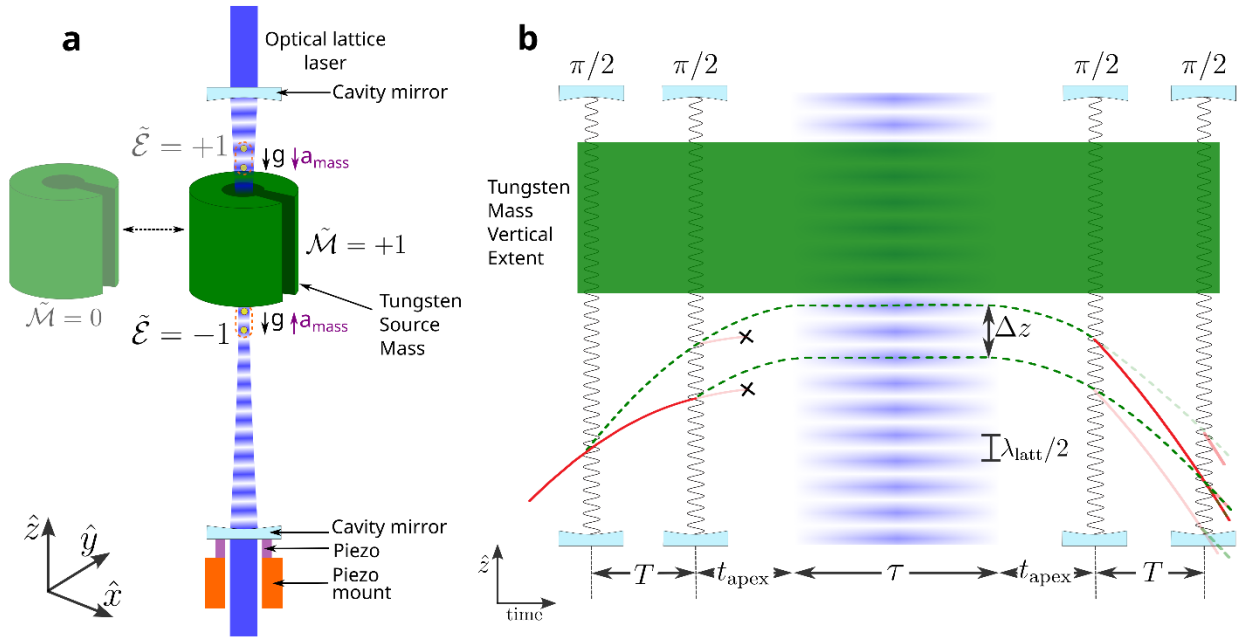 a
Optical lattice
laser
Cavity mirror
Ẽ = +1
g
a_mass
M̃ = +1
M̃ = 0
Tungsten
Source
Mass
Ẽ = −1
g
a_mass
Cavity mirror
Piezo
Piezo
mount
ẑ
ŷ
x̂
b
π/2
π/2
π/2
π/2
Tungsten
Mass
Vertical
Extent
Δz
λ_latt/2
ẑ
time
T
t_apex
τ
t_apex
T